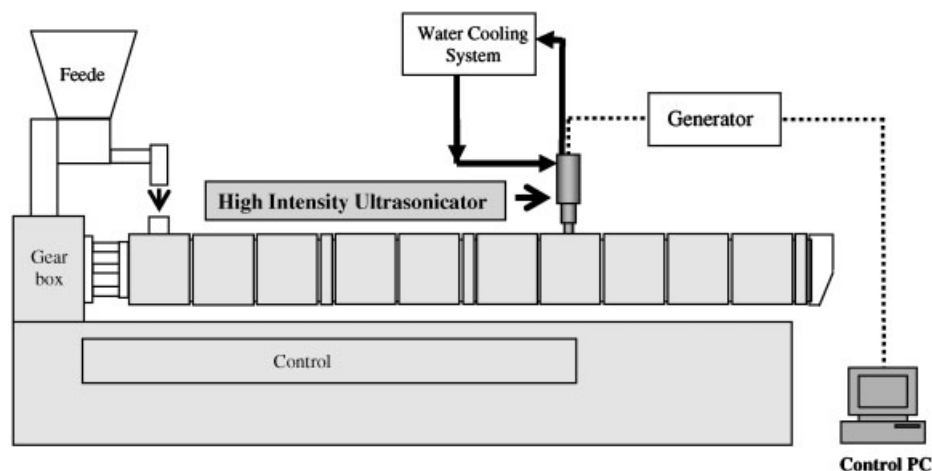 Water Cooling
System
Feede
Generator
High Intensity Ultrasonicator
Gear
box
Control
Control PC